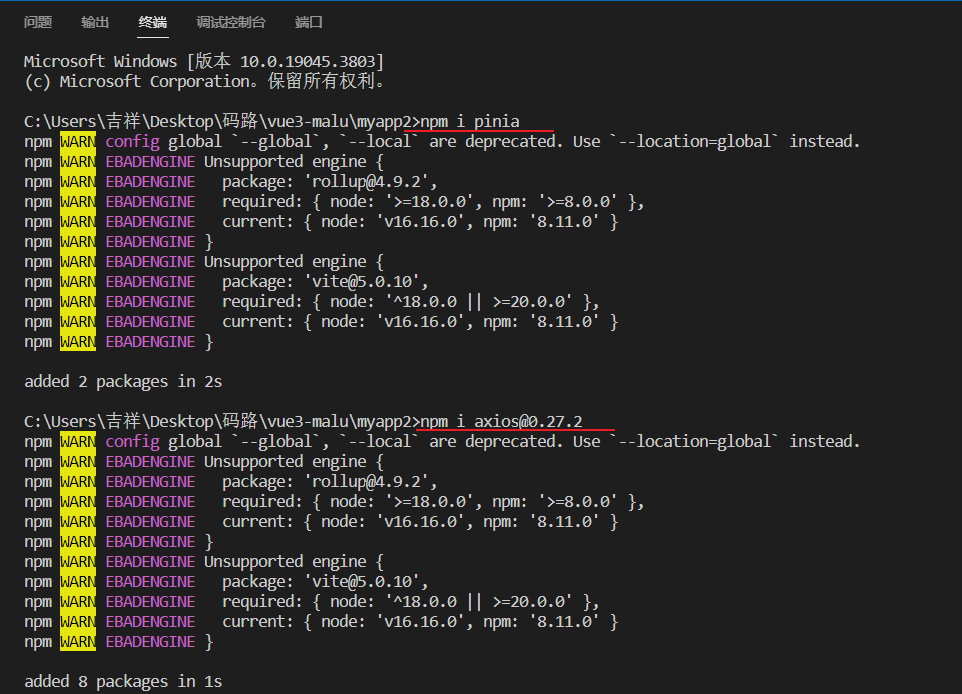 问题 输出 终端 调试控制台 端口
Microsoft Windows [版本 10.0.19045.3803]
(c) Microsoft Corporation。保留所有权利。
C:\Users\吉祥\Desktop\码路\vue3-malu\myapp2>npm i pinia
npm WARN config global `--global`, `--local` are deprecated. Use `--location=global` instead.
npm WARN EBADENGINE Unsupported engine {
npm WARN EBADENGINE   package: 'rollup@4.9.2',
npm WARN EBADENGINE   required: { node: '>=18.0.0', npm: '>=8.0.0' },
npm WARN EBADENGINE   current: { node: 'v16.16.0', npm: '8.11.0' }
npm WARN EBADENGINE }
npm WARN EBADENGINE Unsupported engine {
npm WARN EBADENGINE   package: 'vite@5.0.10',
npm WARN EBADENGINE   required: { node: '^18.0.0 || >=20.0.0' },
npm WARN EBADENGINE   current: { node: 'v16.16.0', npm: '8.11.0' }
npm WARN EBADENGINE }
added 2 packages in 2s
C:\Users\吉祥\Desktop\码路\vue3-malu\myapp2>npm i axios@0.27.2
npm WARN config global `--global`, `--local` are deprecated. Use `--location=global` instead.
npm WARN EBADENGINE Unsupported engine {
npm WARN EBADENGINE   package: 'rollup@4.9.2',
npm WARN EBADENGINE   required: { node: '>=18.0.0', npm: '>=8.0.0' },
npm WARN EBADENGINE   current: { node: 'v16.16.0', npm: '8.11.0' }
npm WARN EBADENGINE }
npm WARN EBADENGINE Unsupported engine {
npm WARN EBADENGINE   package: 'vite@5.0.10',
npm WARN EBADENGINE   required: { node: '^18.0.0 || >=20.0.0' },
npm WARN EBADENGINE   current: { node: 'v16.16.0', npm: '8.11.0' }
npm WARN EBADENGINE }
added 8 packages in 1s